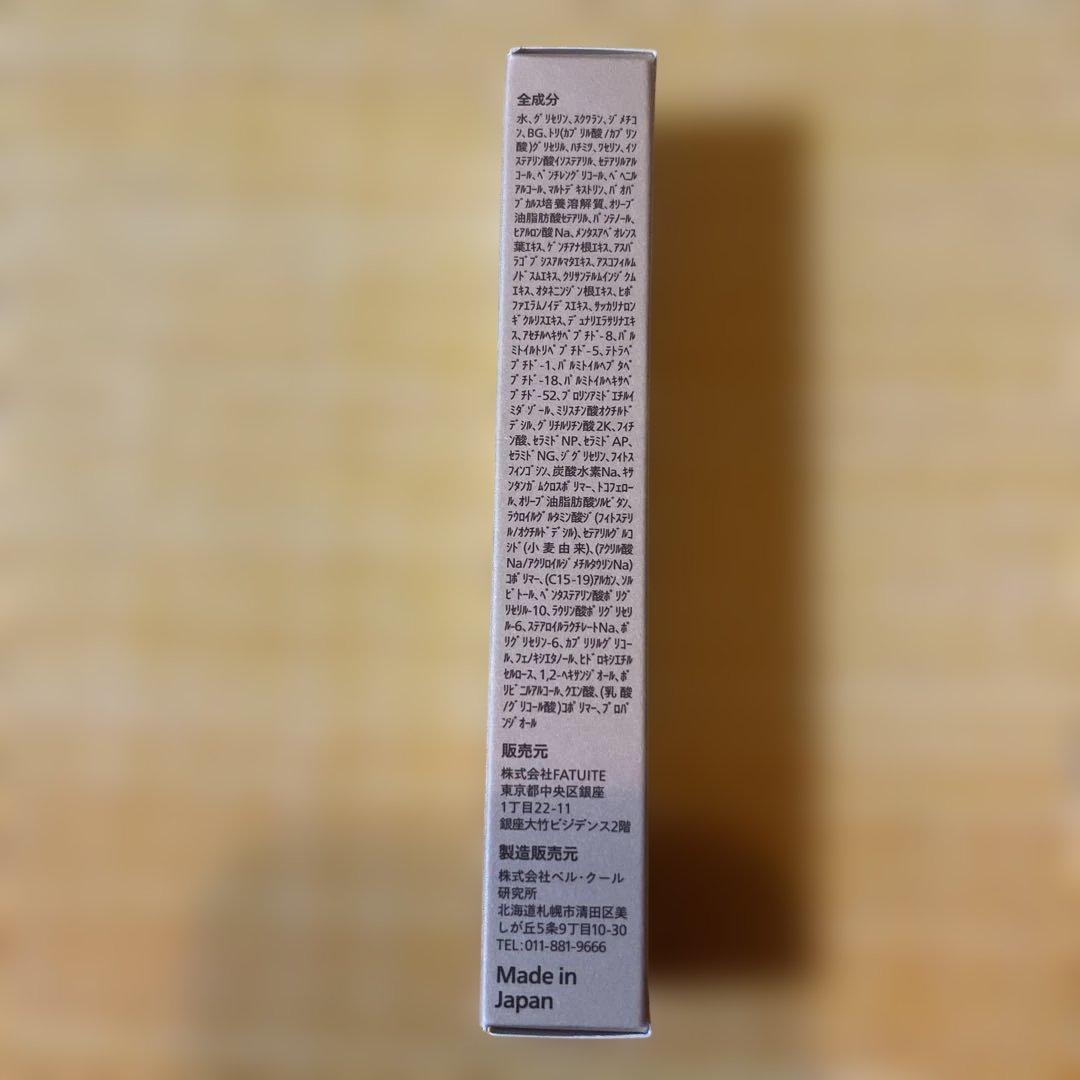 全成分
水、グリセリン、スクワラン、ジメチコ
ン、BG、トリ(カプリル酸/カプリン
酸)グリセリル、ハチミツ、ワセリン、イソ
ステアリン酸イソステアリル、セテアリルアル
コール、ペンチレングリコール、ベヘニル
アルコール、マルトデキストリン、バオバ
ブカルス培養溶解質、オリーブ
油脂肪酸セテアリル、パンテノール、
ヒアルロン酸Na、メンタスアベオレンス
葉エキス、ゲンチアナ根エキス、アスパ
ラゴプシスアルマタエキス、アスコフィルム
ノドスムエキス、クリサンテルムインジクム
エキス、オタネニンジン根エキス、ヒポ
ファエラムノイデスエキス、サッカリナロン
ギクルリスエキス、デュナリエラサリナエキ
ス、アセチルヘキサペプチド-8、パル
ミトイルトリペプチド-5、テトラペ
プチド-1、パルミトイルヘプタペ
プチド-18、パルミトイルヘキサペ
プチド-52、プロリンアミドエチルイ
ミダゾール、ミリスチン酸オクチルド
デシル、グリチルリチン酸2K、フィチ
ン酸、セラミドNP、セラミドAP、
セラミドNG、ジグリセリン、フィトス
フィンゴシン、炭酸水素Na、キサ
ンタンガムクロスポリマー、トコフェロー
ル、オリーブ油脂肪酸ソルビタン、
ラウロイルグルタミン酸ジ(フィトステリ
ル/オクチルドデシル)、セテアリルグルコ
シド(小麦由来)、(アクリル酸
Na/アクリロイルジメチルタウリンNa)
コポリマー、(C15-19)アルカン、ソル
ビトール、ペンタステアリン酸ポリグ
リセリル-10、ラウリン酸ポリグリセリ
ル-6、ステアロイルラクチレートNa、ポ
リグリセリン-6、カプリリルグリコー
ル、フェノキシエタノール、ヒドロキシエチル
セルロース、1,2-ヘキサンジオール、ポ
リビニルアルコール、クエン酸、(乳酸
/グリコール酸)コポリマー、プロパ
ンジオール
販売元
株式会社FATUITE
東京都中央区銀座
1丁目22-11
銀座大竹ビジデンス2階
製造販売元
株式会社ベル・クール
研究所
北海道札幌市清田区美
しが丘5条9丁目10-30
TEL:011-881-9666
Made in
Japan